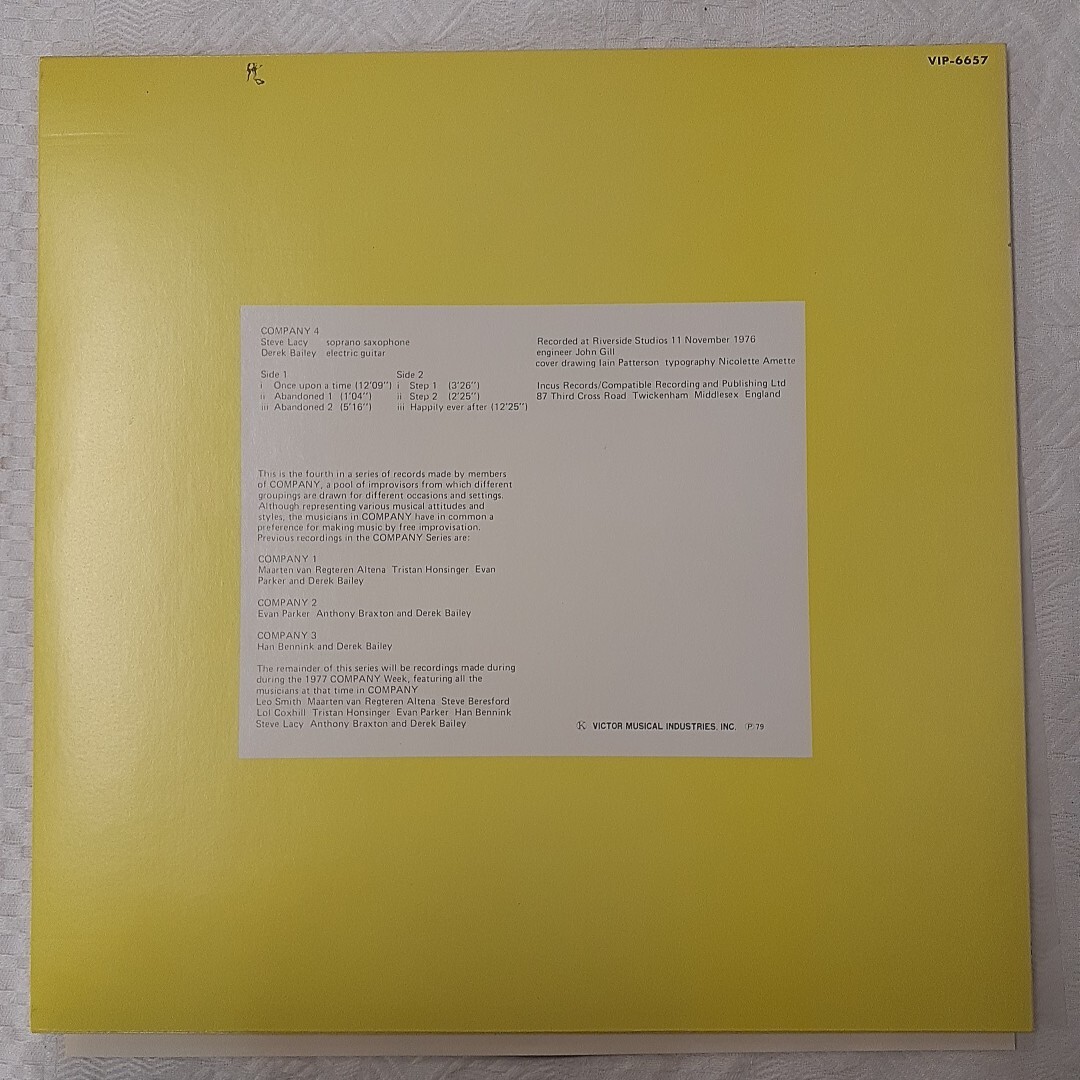 VIP-6657
COMPANY 4
Steve Lacy soprano saxophone
Derek Bailey electric guitar
Side 1
i Once upon a time (12'09")
ii Abandoned 1 (1'04")
iii Abandoned 2 (5'16")
Side 2
i Step 1 (3'26")
ii Step 2 (2'25")
iii Happily ever after (12'25")
Recorded at Riverside Studios 11 November 1976
engineer John Gill
cover drawing Iain Patterson typography Nicolette Amette
Incus Records/Compatible Recording and Publishing Ltd
87 Third Cross Road Twickenham Middlesex England
This is the fourth in a series of records made by members
of COMPANY, a pool of improvisors from which different
groupings are drawn for different occasions and settings.
Although representing various musical attitudes and
styles, the musicians in COMPANY have in common a
preference for making music by free improvisation.
Previous recordings in the COMPANY Series are:
COMPANY 1
Maarten van Regteren Altena Tristan Honsinger Evan
Parker and Derek Bailey
COMPANY 2
Evan Parker Anthony Braxton and Derek Bailey
COMPANY 3
Han Bennink and Derek Bailey
The remainder of this series will be recordings made during
during the 1977 COMPANY Week, featuring all the
musicians at that time in COMPANY
Leo Smith Maarten van Regteren Altena Steve Beresford
Lol Coxhill Tristan Honsinger Evan Parker Han Bennink
Steve Lacy Anthony Braxton and Derek Bailey
VICTOR MUSICAL INDUSTRIES, INC. Ⓟ79